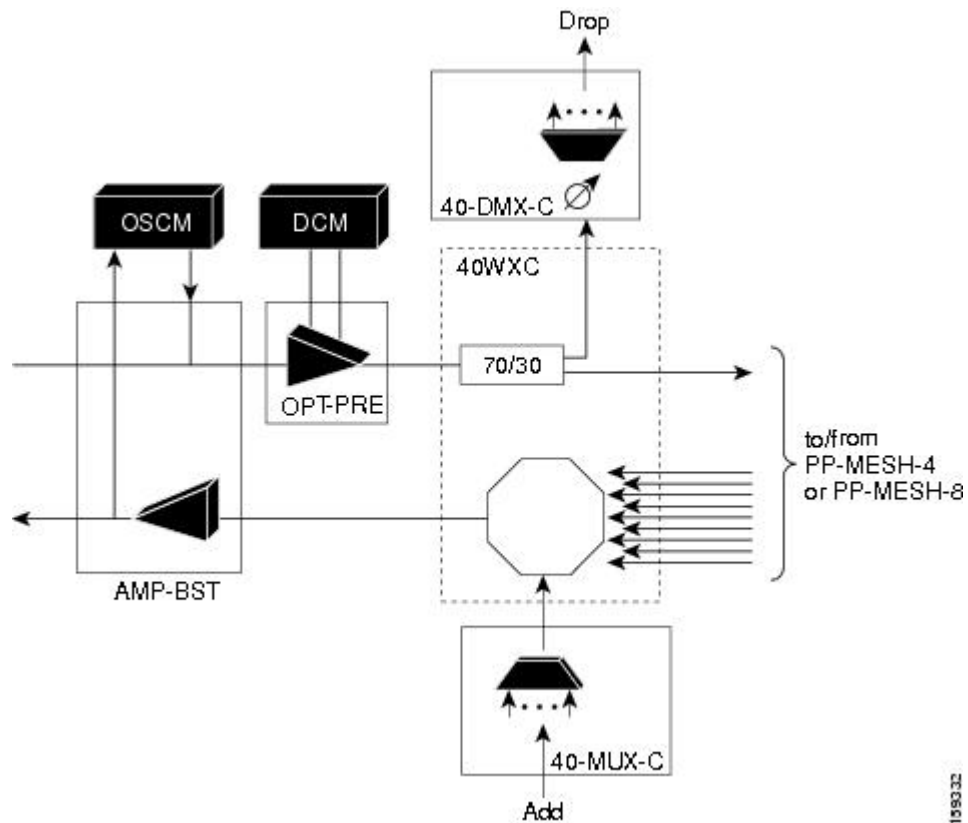 Drop
40-DMX-C
OSCM
DCM
40WXC
70/30
OPT-PRE
to/from
PP-MESH-4
or PP-MESH-8
AMP-BST
40-MUX-C
Add
159332